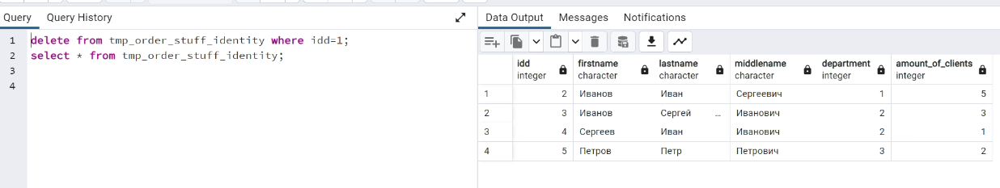 Query Query History
1 delete from tmp_order_stuff_identity where idd=1;
2 select * from tmp_order_stuff_identity;
3
4
Data Output Messages Notifications
idd firstname lastname middlename department amount_of_clients
integer character character character integer integer
1 2 Иванов Иван Сергеевич 1 5
2 3 Иванов Сергей ... Иванович 2 3
3 4 Сергеев Иван Иванович 2 1
4 5 Петров Петр Петрович 3 2